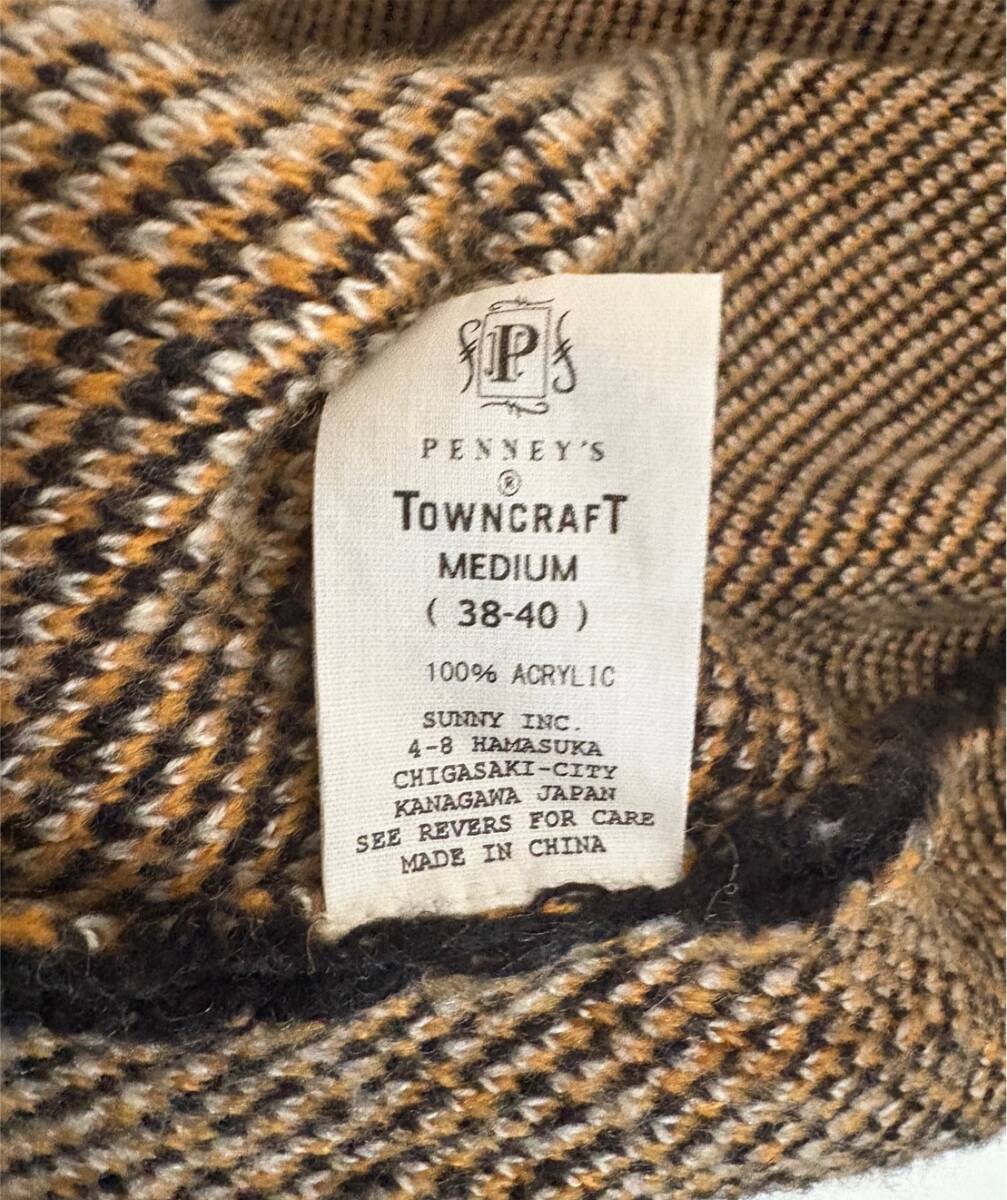 P
PENNEY'S
®
TOWNCRAFT
MEDIUM
( 38-40 )
100% ACRYLIC
SUNNY INC.
4-8 HAMASUKA
CHIGASAKI-CITY
KANAGAWA JAPAN
SEE REVERS FOR CARE
MADE IN CHINA